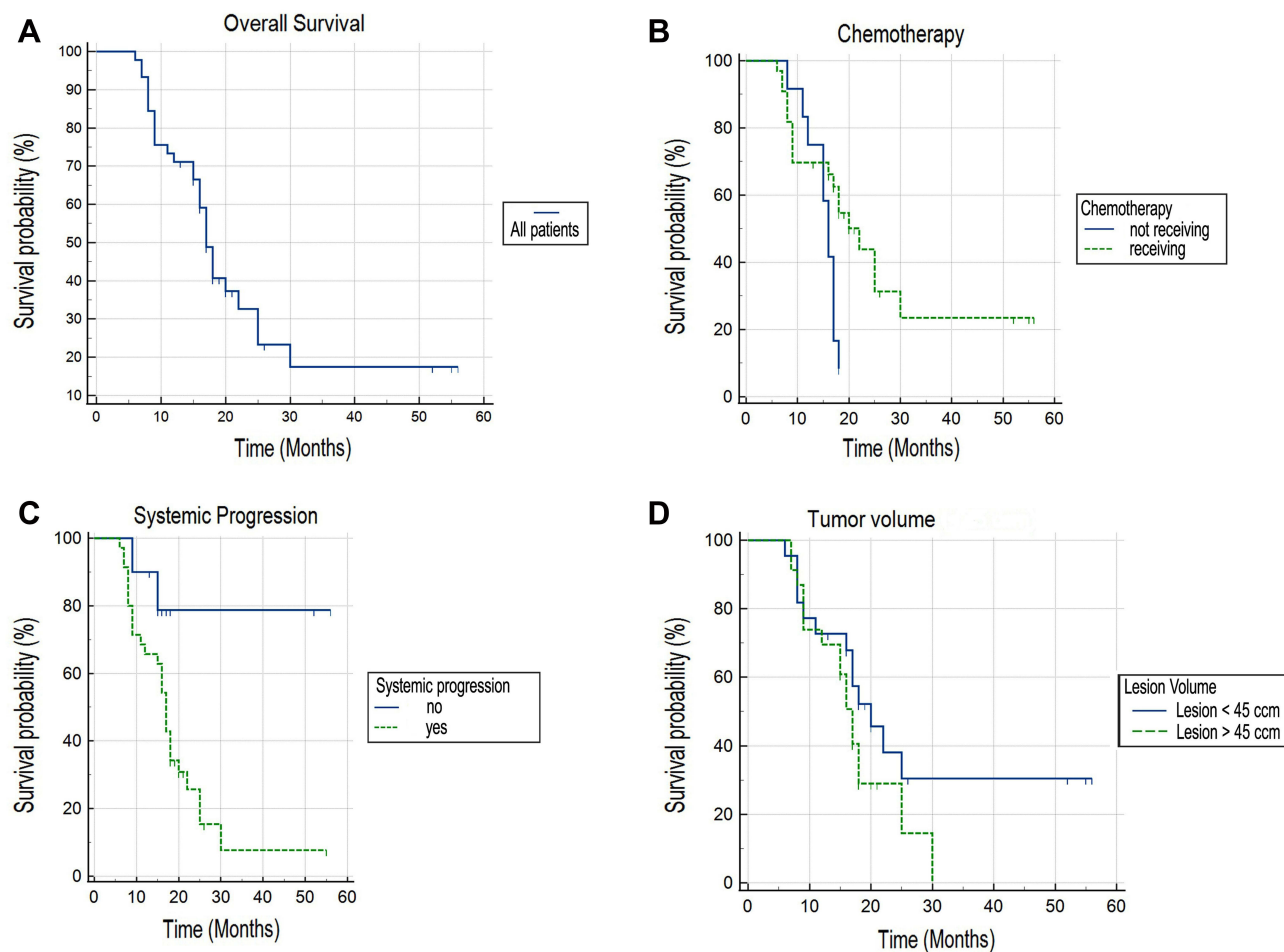 A
Overall Survival
Survival probability (%)
100
90
80
70
60
50
40
30
20
10
0 10 20 30 40 50 60
Time (Months)
All patients
B
Chemotherapy
Survival probability (%)
100
80
60
40
20
0
0 10 20 30 40 50 60
Time (Months)
Chemotherapy
not receiving
receiving
C
Systemic Progression
Survival probability (%)
100
80
60
40
20
0
0 10 20 30 40 50 60
Time (Months)
Systemic progression
no
yes
D
Tumor volume
Survival probability (%)
100
80
60
40
20
0
0 10 20 30 40 50 60
Time (Months)
Lesion Volume
Lesion < 45 ccm
Lesion > 45 ccm